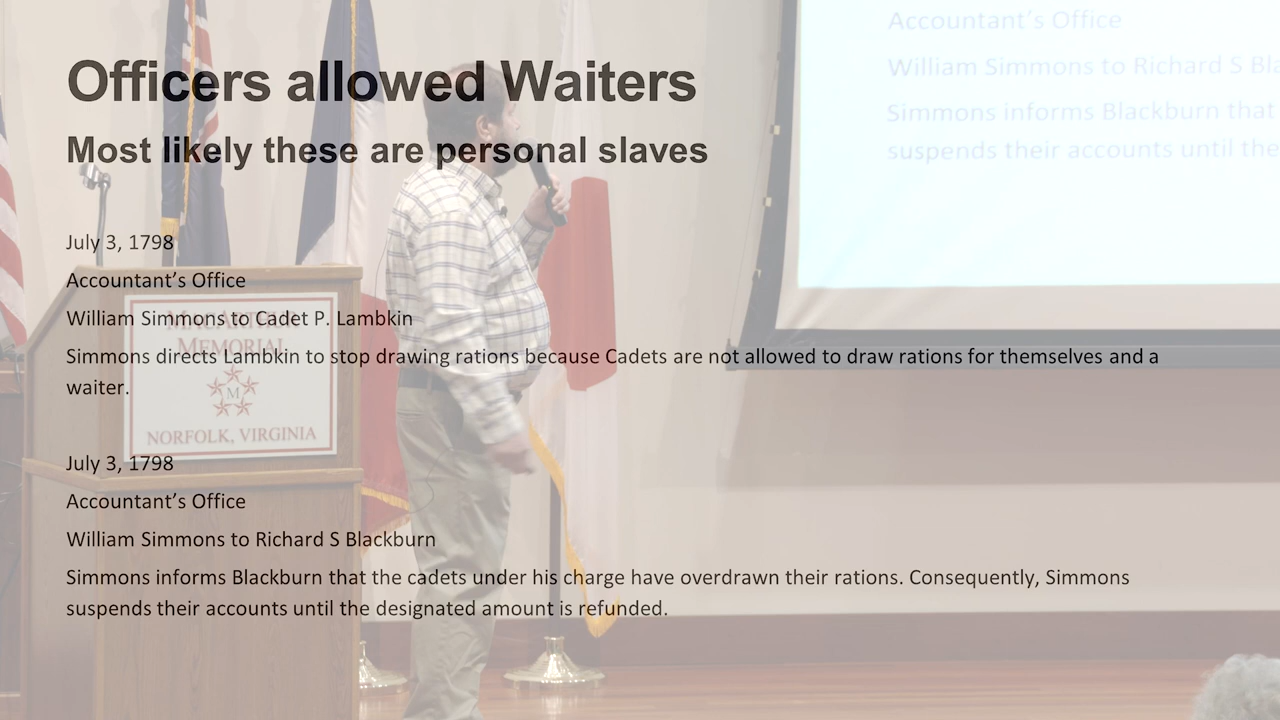 Officers allowed Waiters
Most likely these are personal slaves
July 3, 1798
Accountant’s Office
William Simmons to Cadet P. Lambkin
Simmons directs Lambkin to stop drawing rations because Cadets are not allowed to draw rations for themselves and a
waiter.
July 3, 1798
Accountant’s Office
William Simmons to Richard S Blackburn
Simmons informs Blackburn that the cadets under his charge have overdrawn their rations. Consequently, Simmons
suspends their accounts until the designated amount is refunded.
MACARTHUR
MEMORIAL
M
NORFOLK, VIRGINIA
Accountant’s Office
William Simmons to Richard S
Simmons informs Blackburn that
suspends their accounts until the